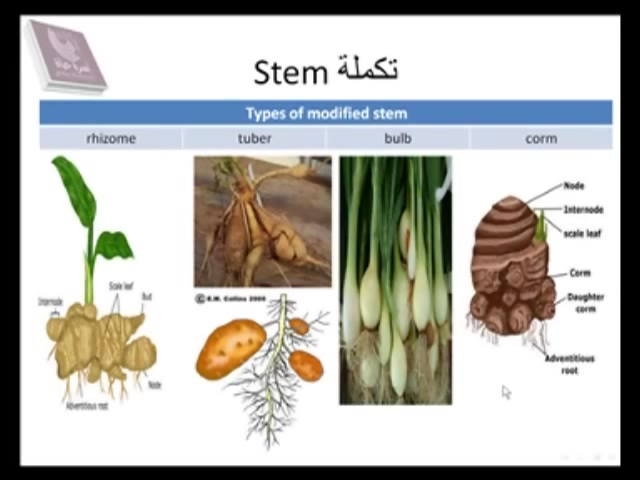 تكملة Stem
Types of modified stem
rhizome tuber bulb corm
Node
Internode
scale leaf
Corm
Daughter corm
Adventitious root
Scale leaf
Bud
Internode
Node
Adventitious root